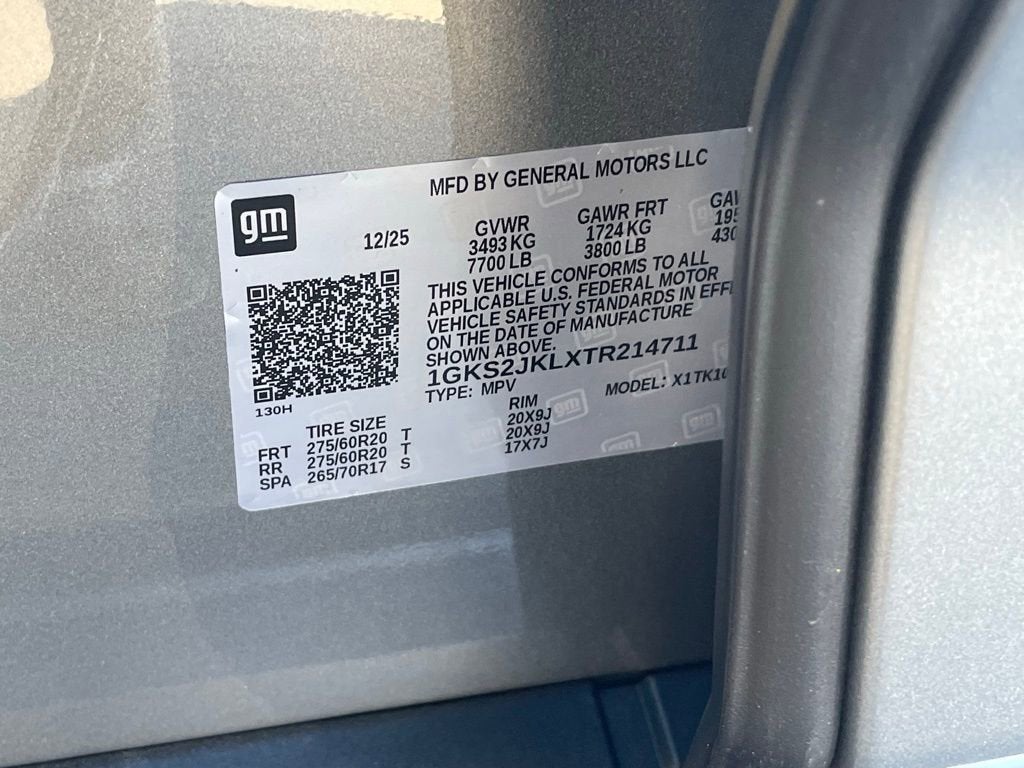 MFD BY GENERAL MOTORS LLC
gm
12/25
GVWR
3493 KG
7700 LB
GAWR FRT
1724 KG
3800 LB
THIS VEHICLE CONFORMS TO ALL
APPLICABLE U.S. FEDERAL MOTOR
VEHICLE SAFETY STANDARDS IN
ON THE DATE OF MANUFACTURE
SHOWN ABOVE.
1GKS2JKLXTR214711
TYPE: MPV MODEL:
130H
TIRE SIZE RIM
FRT 275/60R20 T 20X9J
RR 275/60R20 T 20X9J
SPA 265/70R17 S 17X7J